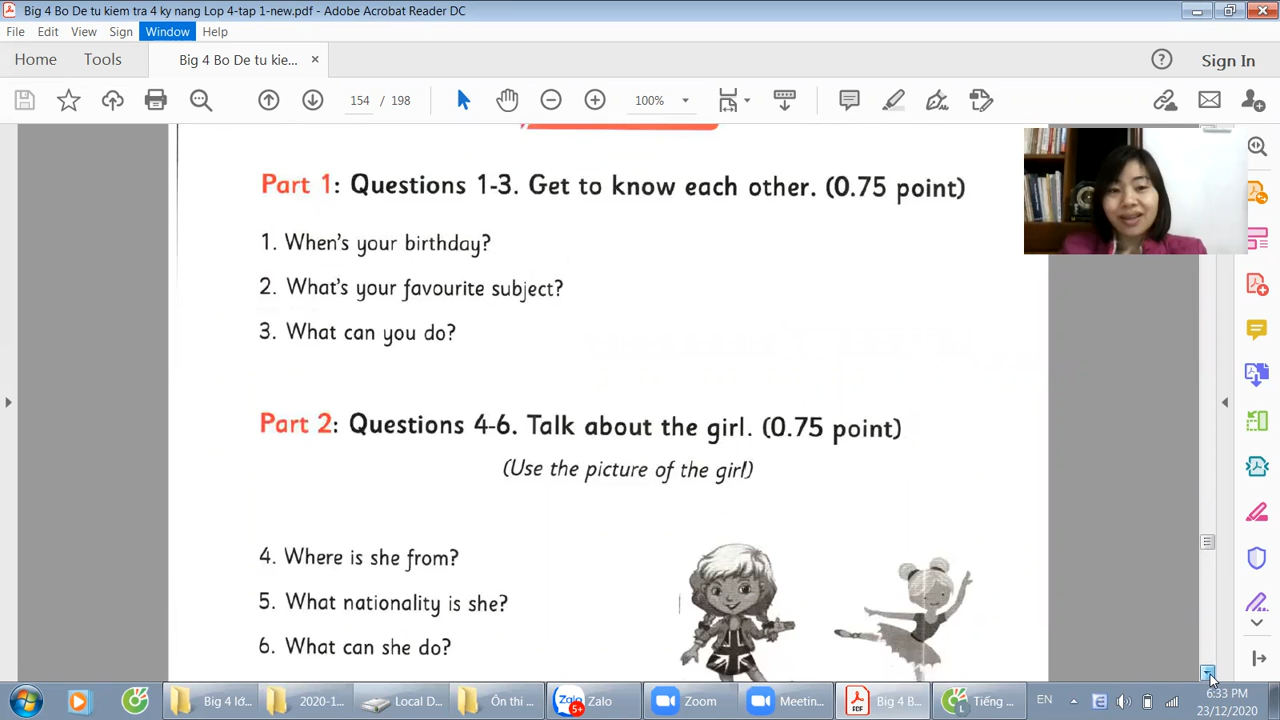 Big 4 Bo De tu kiem tra 4 ky nang Lop 4-tap 1-new.pdf - Adobe Acrobat Reader DC
File Edit View Sign Window Help
Home Tools Big 4 Bo De tu kie... × Sign In
154 / 198 100%
Part 1: Questions 1-3. Get to know each other. (0.75 point)
1. When's your birthday?
2. What's your favourite subject?
3. What can you do?
Part 2: Questions 4-6. Talk about the girl. (0.75 point)
(Use the picture of the girl)
4. Where is she from?
5. What nationality is she?
6. What can she do?
Big 4 lớ... 2020-1... Local D... Ôn thi ... Zalo 5+ Zalo Zoom Meetin... PDF Big 4 B... Tiếng ... EN 6:33 PM
23/12/2020